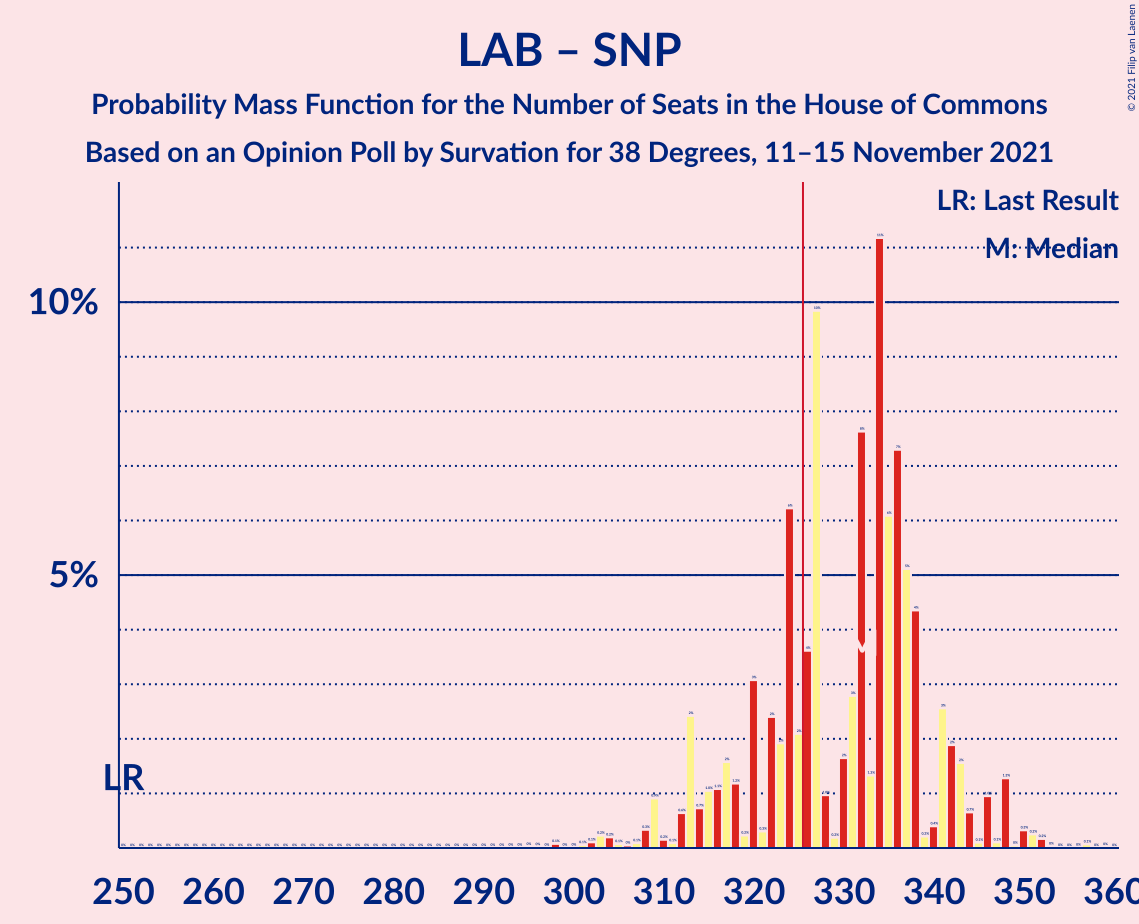 LAB – SNP
Probability Mass Function for the Number of Seats in the House of Commons
Based on an Opinion Poll by Survation for 38 Degrees, 11–15 November 2021
© 2021 Filip van Laenen
LR: Last Result
M: Median
10%
5%
LR
M
250 260 270 280 290 300 310 320 330 340 350 360